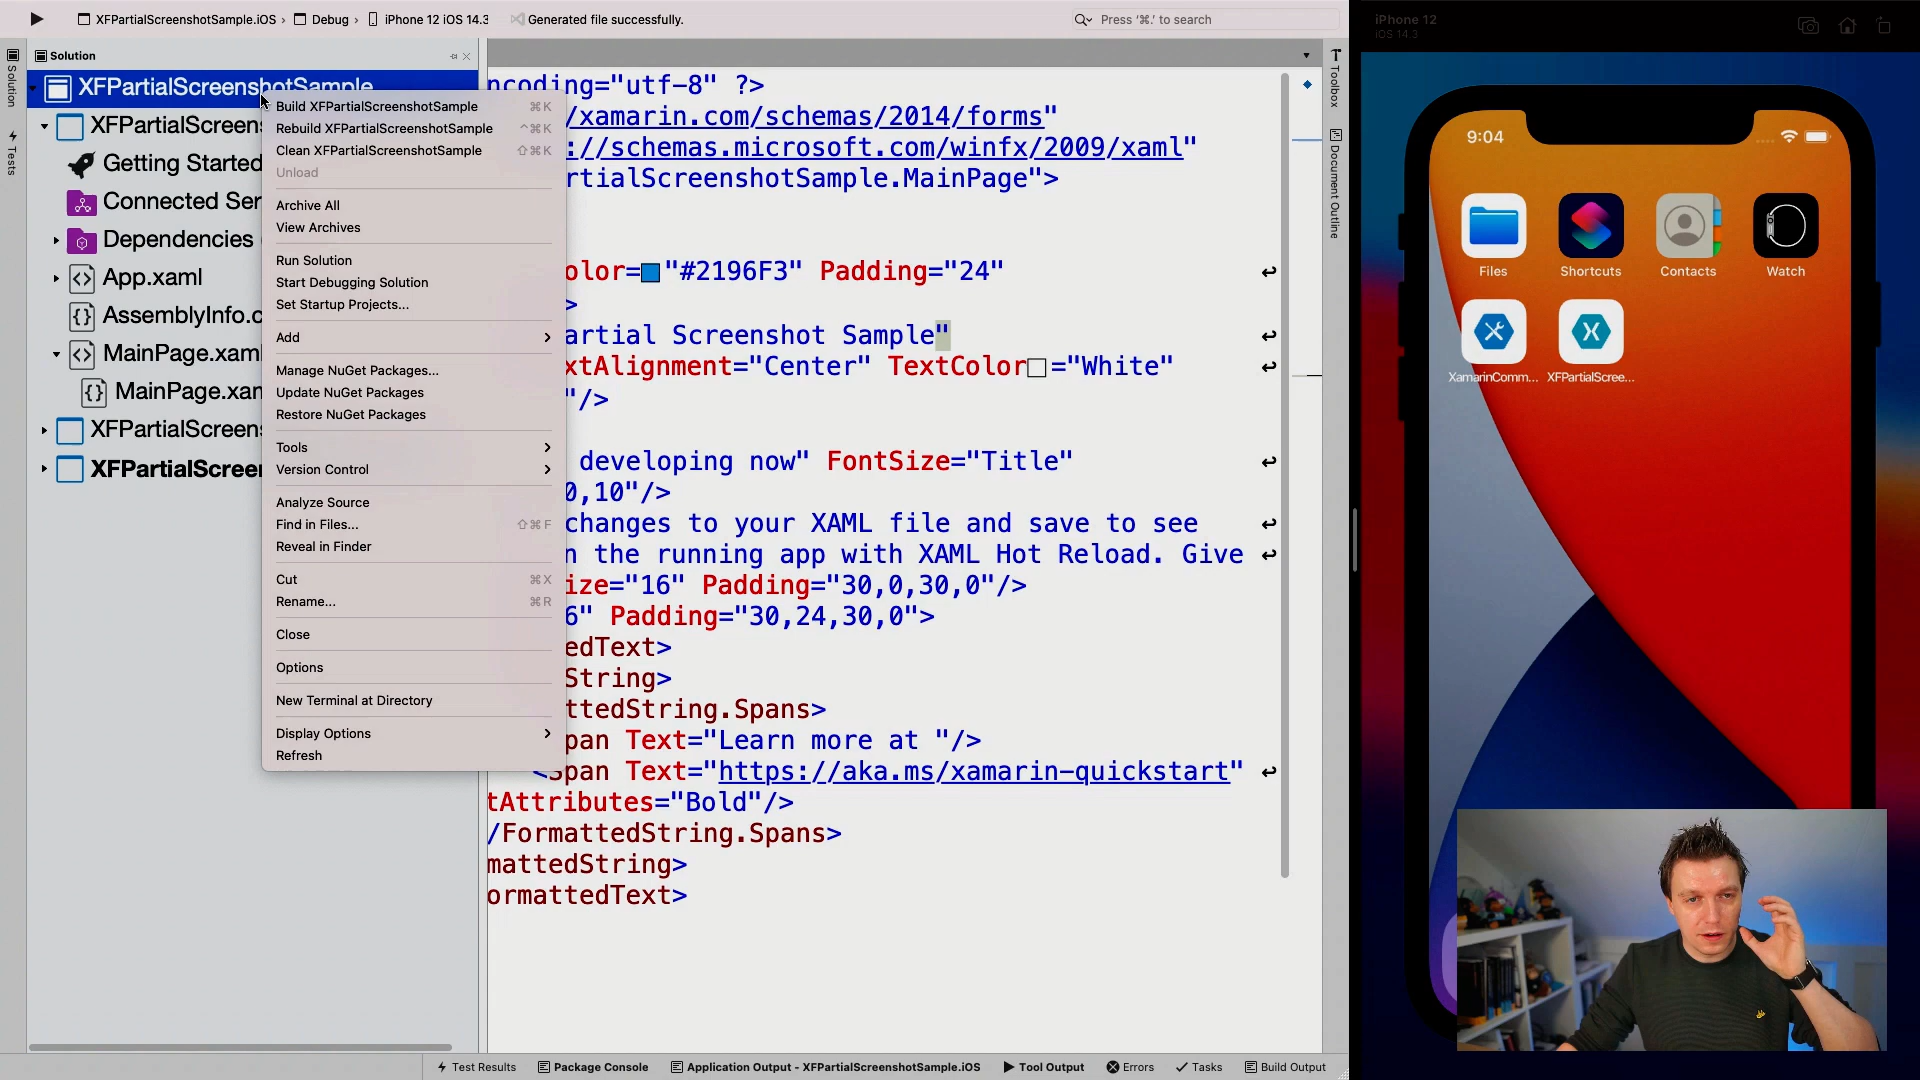 XFPartialScreenshotSample.iOS › Debug › iPhone 12 iOS 14.3
Generated file successfully.
Press '⌘.' to search
iPhone 12
iOS 14.3
Solution
Solution
Tests
XFPartialScreenshotSample
XFPartialScreens
Getting Started
Connected Ser
Dependencies
App.xaml
AssemblyInfo.c
MainPage.xaml
MainPage.xan
XFPartialScreens
XFPartialScreer
Build XFPartialScreenshotSample ⌘K
Rebuild XFPartialScreenshotSample ^⌘K
Clean XFPartialScreenshotSample ⇧⌘K
Unload
Archive All
View Archives
Run Solution
Start Debugging Solution
Set Startup Projects...
Add
Manage NuGet Packages...
Update NuGet Packages
Restore NuGet Packages
Tools
Version Control
Analyze Source
Find in Files... ⇧⌘F
Reveal in Finder
Cut ⌘X
Rename... ⌘R
Close
Options
New Terminal at Directory
Display Options
Refresh
ncoding="utf-8" ?>
/xamarin.com/schemas/2014/forms"
://schemas.microsoft.com/winfx/2009/xaml"
rtialScreenshotSample.MainPage">
olor="#2196F3" Padding="24"
>
artial Screenshot Sample"
xtAlignment="Center" TextColor="White"
"/>
developing now" FontSize="Title"
0,10"/>
changes to your XAML file and save to see
n the running app with XAML Hot Reload. Give
ize="16" Padding="30,0,30,0"/>
6" Padding="30,24,30,0">
edText>
String>
ttedString.Spans>
pan Text="Learn more at "/>
<Span Text="https://aka.ms/xamarin-quickstart"
tAttributes="Bold"/>
/FormattedString.Spans>
mattedString>
ormattedText>
Toolbox
Document Outline
9:04
Files
Shortcuts
Contacts
Watch
XamarinComm...
XFPartialScree...
Test Results
Package Console
Application Output - XFPartialScreenshotSample.iOS
Tool Output
Errors
Tasks
Build Output